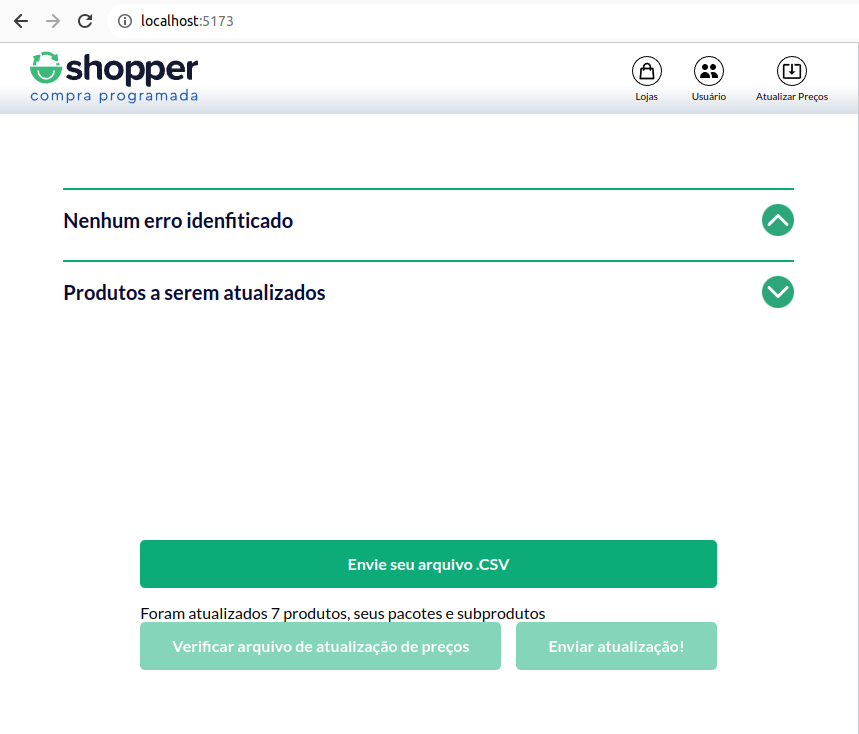 localhost:5173
shopper
compra programada
Lojas
Usuário
Atualizar Preços
Nenhum erro idenfiticado
Produtos a serem atualizados
Envie seu arquivo .CSV
Foram atualizados 7 produtos, seus pacotes e subprodutos
Verificar arquivo de atualização de preços
Enviar atualização!